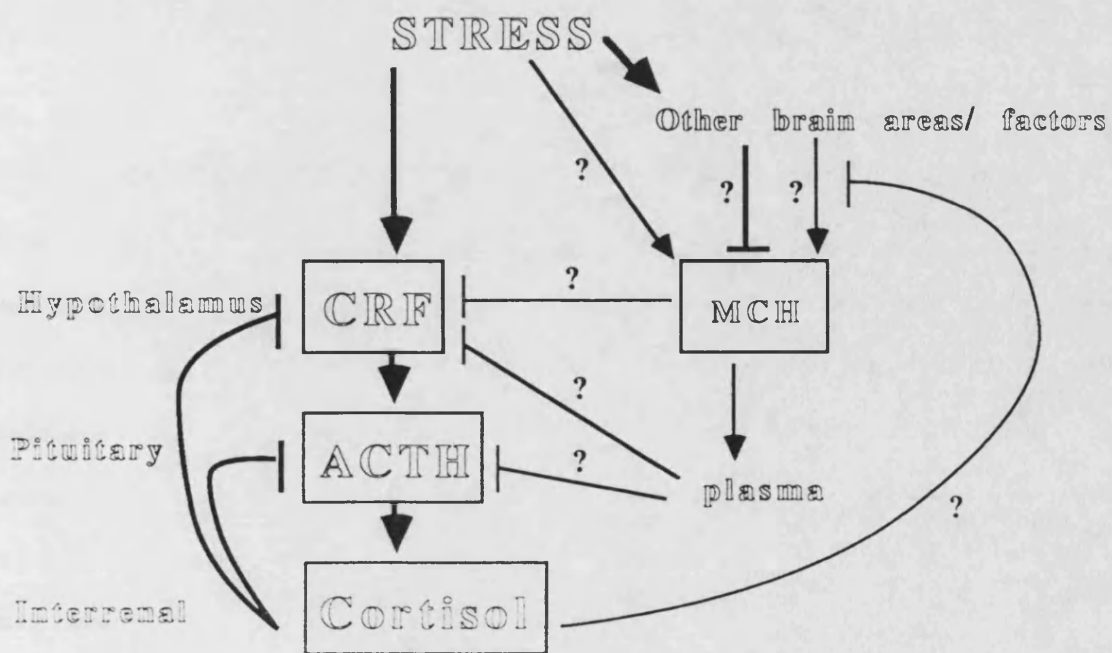 STRESS
Other brain areas/ factors
?
?
?
Hypothalamus
CRF
?
MCH
?
Pituitary
ACTH
?
plasma
?
Interrenal
Cortisol